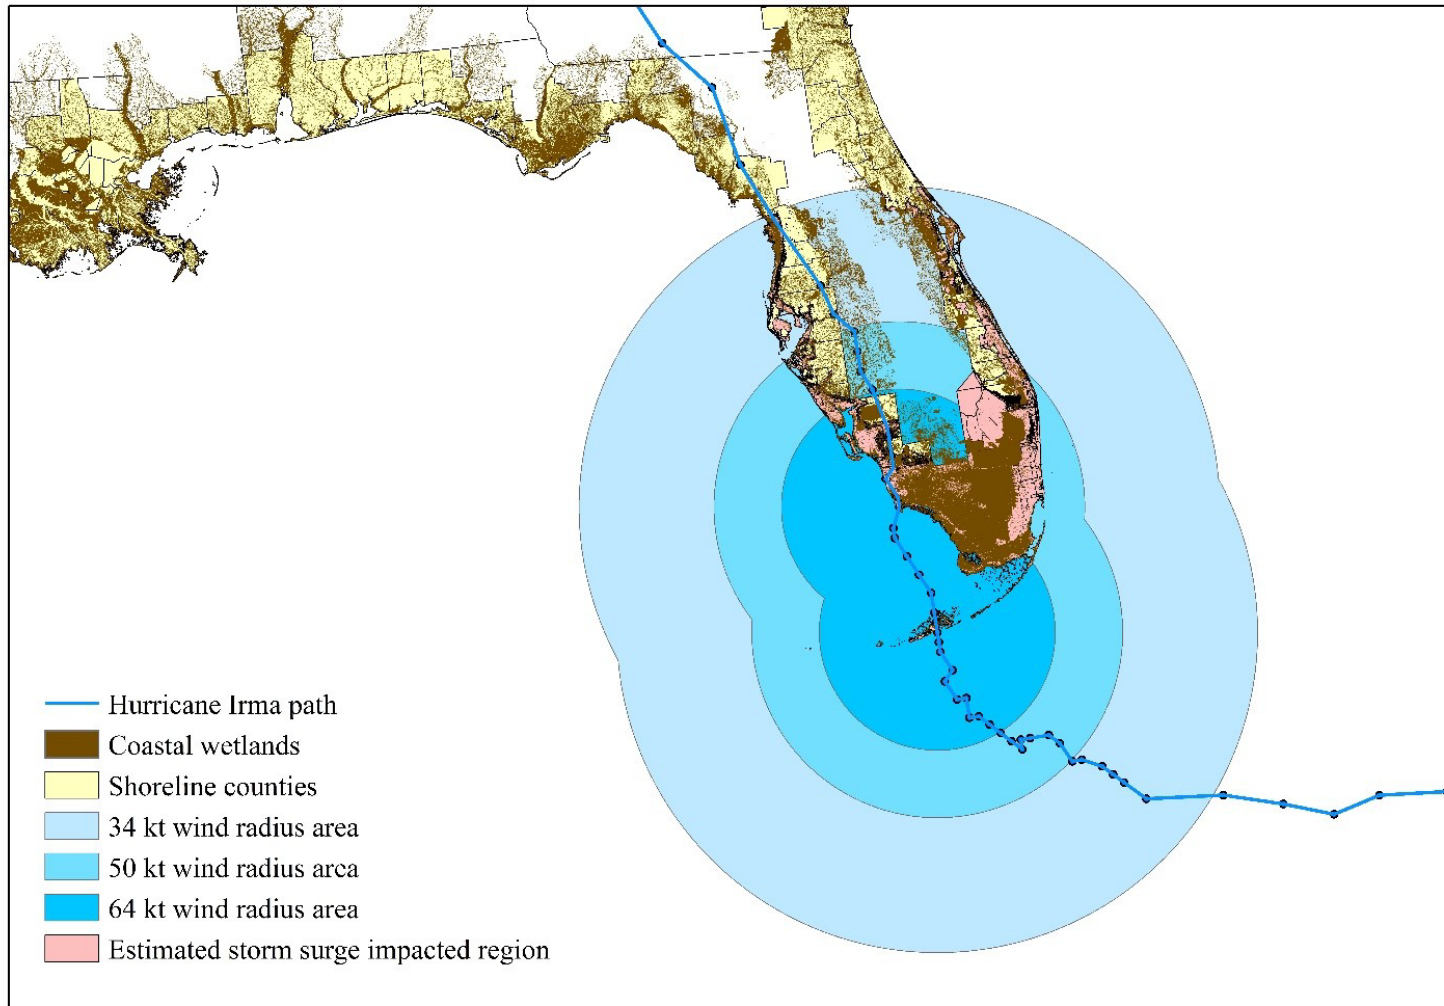 Hurricane Irma path
Coastal wetlands
Shoreline counties
34 kt wind radius area
50 kt wind radius area
64 kt wind radius area
Estimated storm surge impacted region